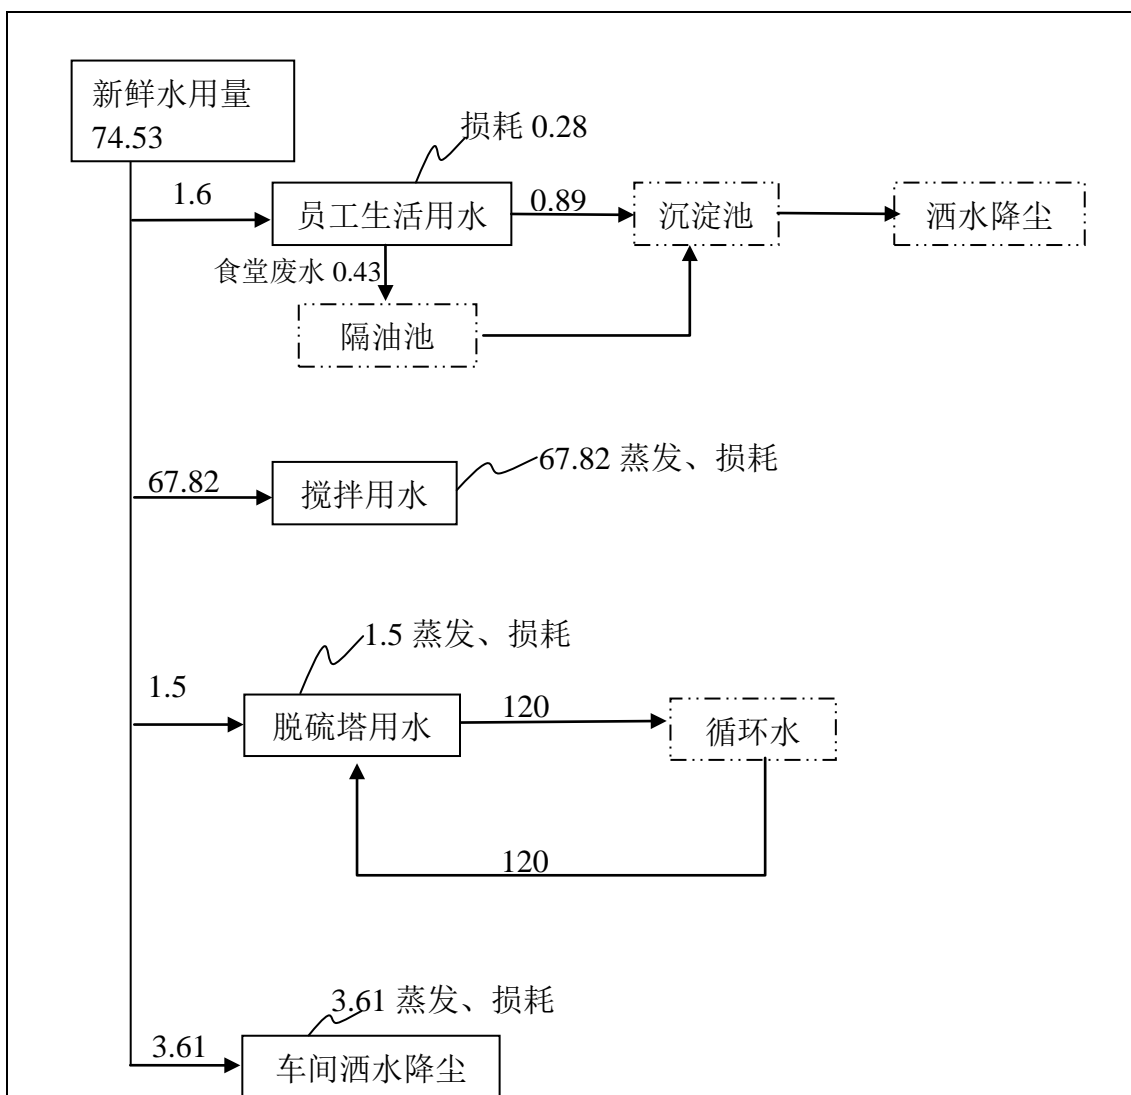 新鲜水用量
74.53
损耗 0.28
1.6
员工生活用水
0.89
沉淀池
洒水降尘
食堂废水 0.43
隔油池
67.82 蒸发、损耗
67.82
搅拌用水
1.5 蒸发、损耗
1.5
脱硫塔用水
120
循环水
120
3.61 蒸发、损耗
3.61
车间洒水降尘